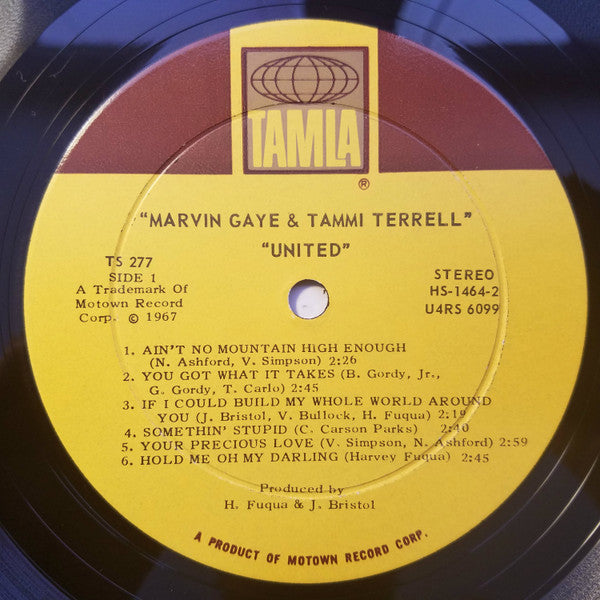 TAMLA
®
"MARVIN GAYE & TAMMI TERRELL"
"UNITED"
TS 277
SIDE 1
A Trademark Of
Motown Record
Corp. © 1967
STEREO
HS-1464-2
U4RS 6099
1. AIN'T NO MOUNTAIN HIGH ENOUGH
(N. Ashford, V. Simpson) 2:26
2. YOU GOT WHAT IT TAKES (B. Gordy, Jr.,
G. Gordy, T. Carlo) 2:45
3. IF I COULD BUILD MY WHOLE WORLD AROUND
YOU (J. Bristol, V. Bullock, H. Fuqua) 2:19
4. SOMETHIN' STUPID (C. Carson Parks) 2:40
5. YOUR PRECIOUS LOVE (V. Simpson, N. Ashford) 2:59
6. HOLD ME OH MY DARLING (Harvey Fuqua) 2:45
Produced by
H. Fuqua & J. Bristol
A PRODUCT OF MOTOWN RECORD CORP.